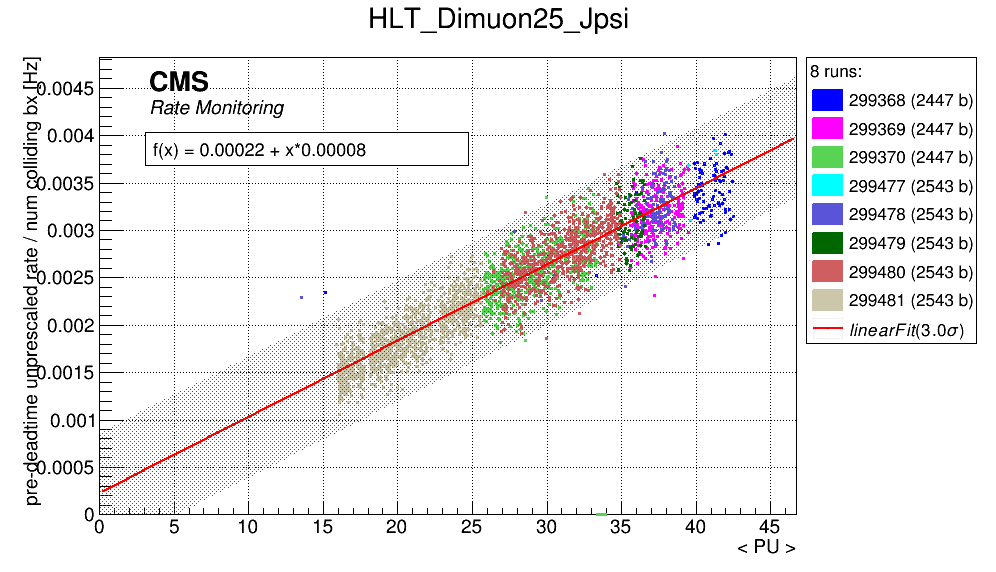 HLT_Dimuon25_Jpsi
pre-deadtime unprescaled rate / num colliding bx [Hz]
CMS
Rate Monitoring
f(x) = 0.00022 + x*0.00008
0.0045
0.004
0.0035
0.003
0.0025
0.002
0.0015
0.001
0.0005
0
0 5 10 15 20 25 30 35 40 45
< PU >
8 runs:
299368 (2447 b)
299369 (2447 b)
299370 (2447 b)
299477 (2543 b)
299478 (2543 b)
299479 (2543 b)
299480 (2543 b)
299481 (2543 b)
linearFit(3.0σ)